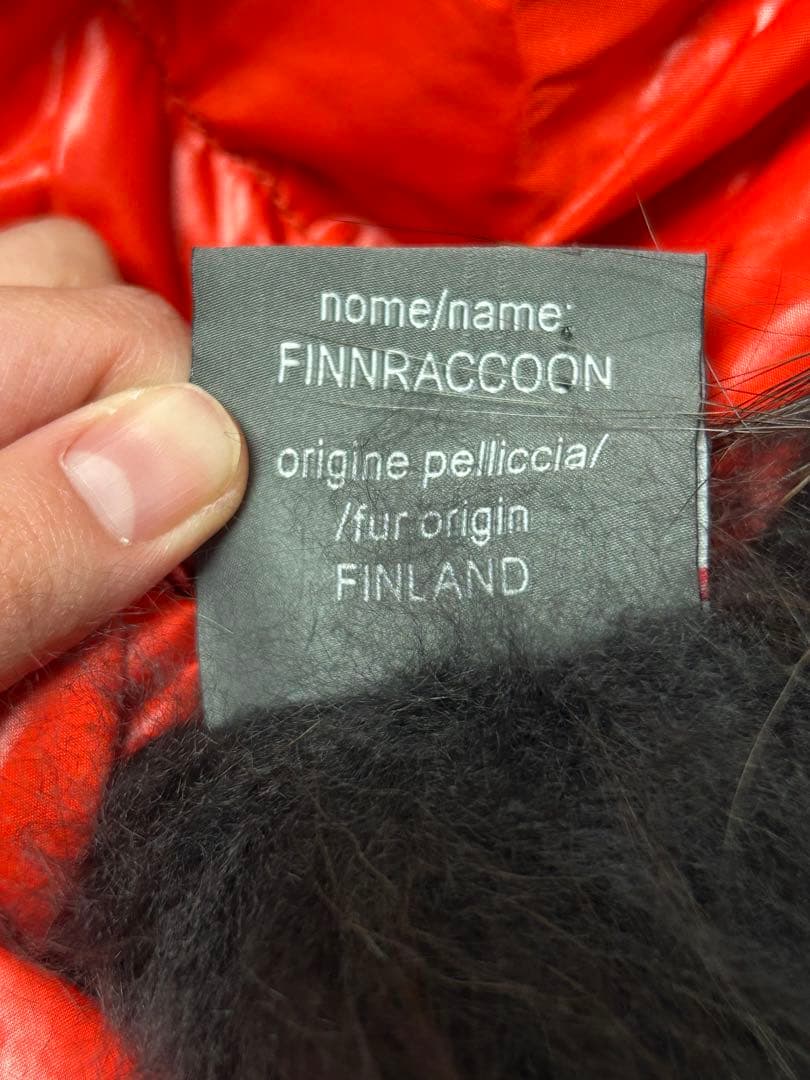 nome/name:
FINNRACCOON
origine pelliccia/
/fur origin
FINLAND